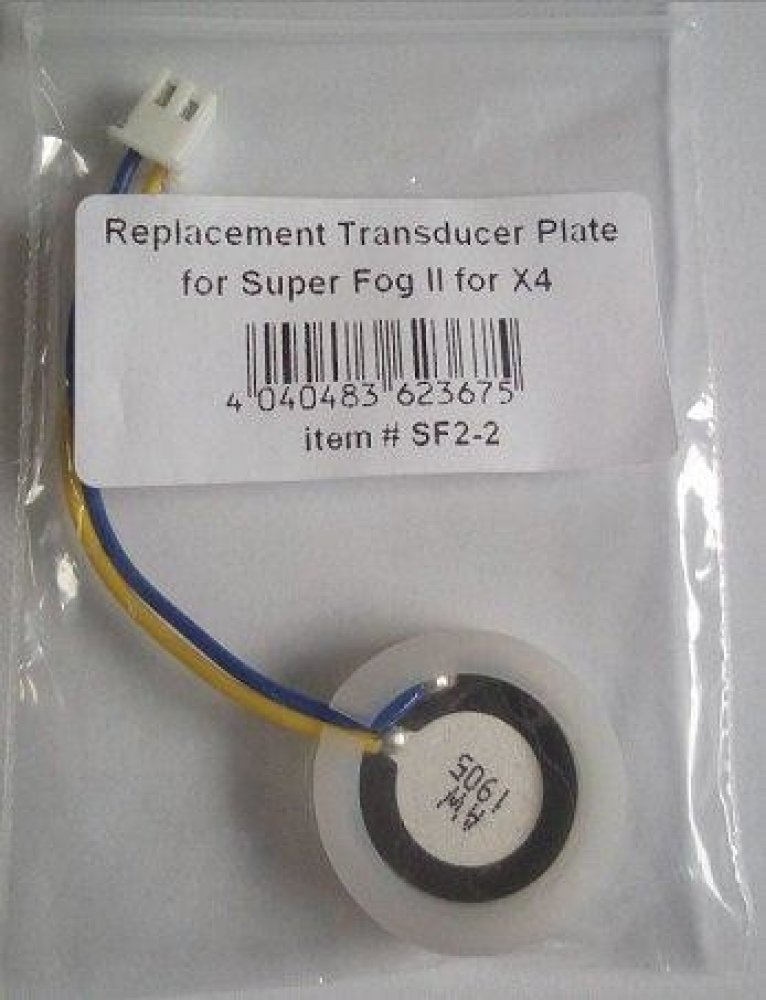 Replacement Transducer Plate
for Super Fog II for X4
4 040483 623675
item # SF2-2
AW
1905